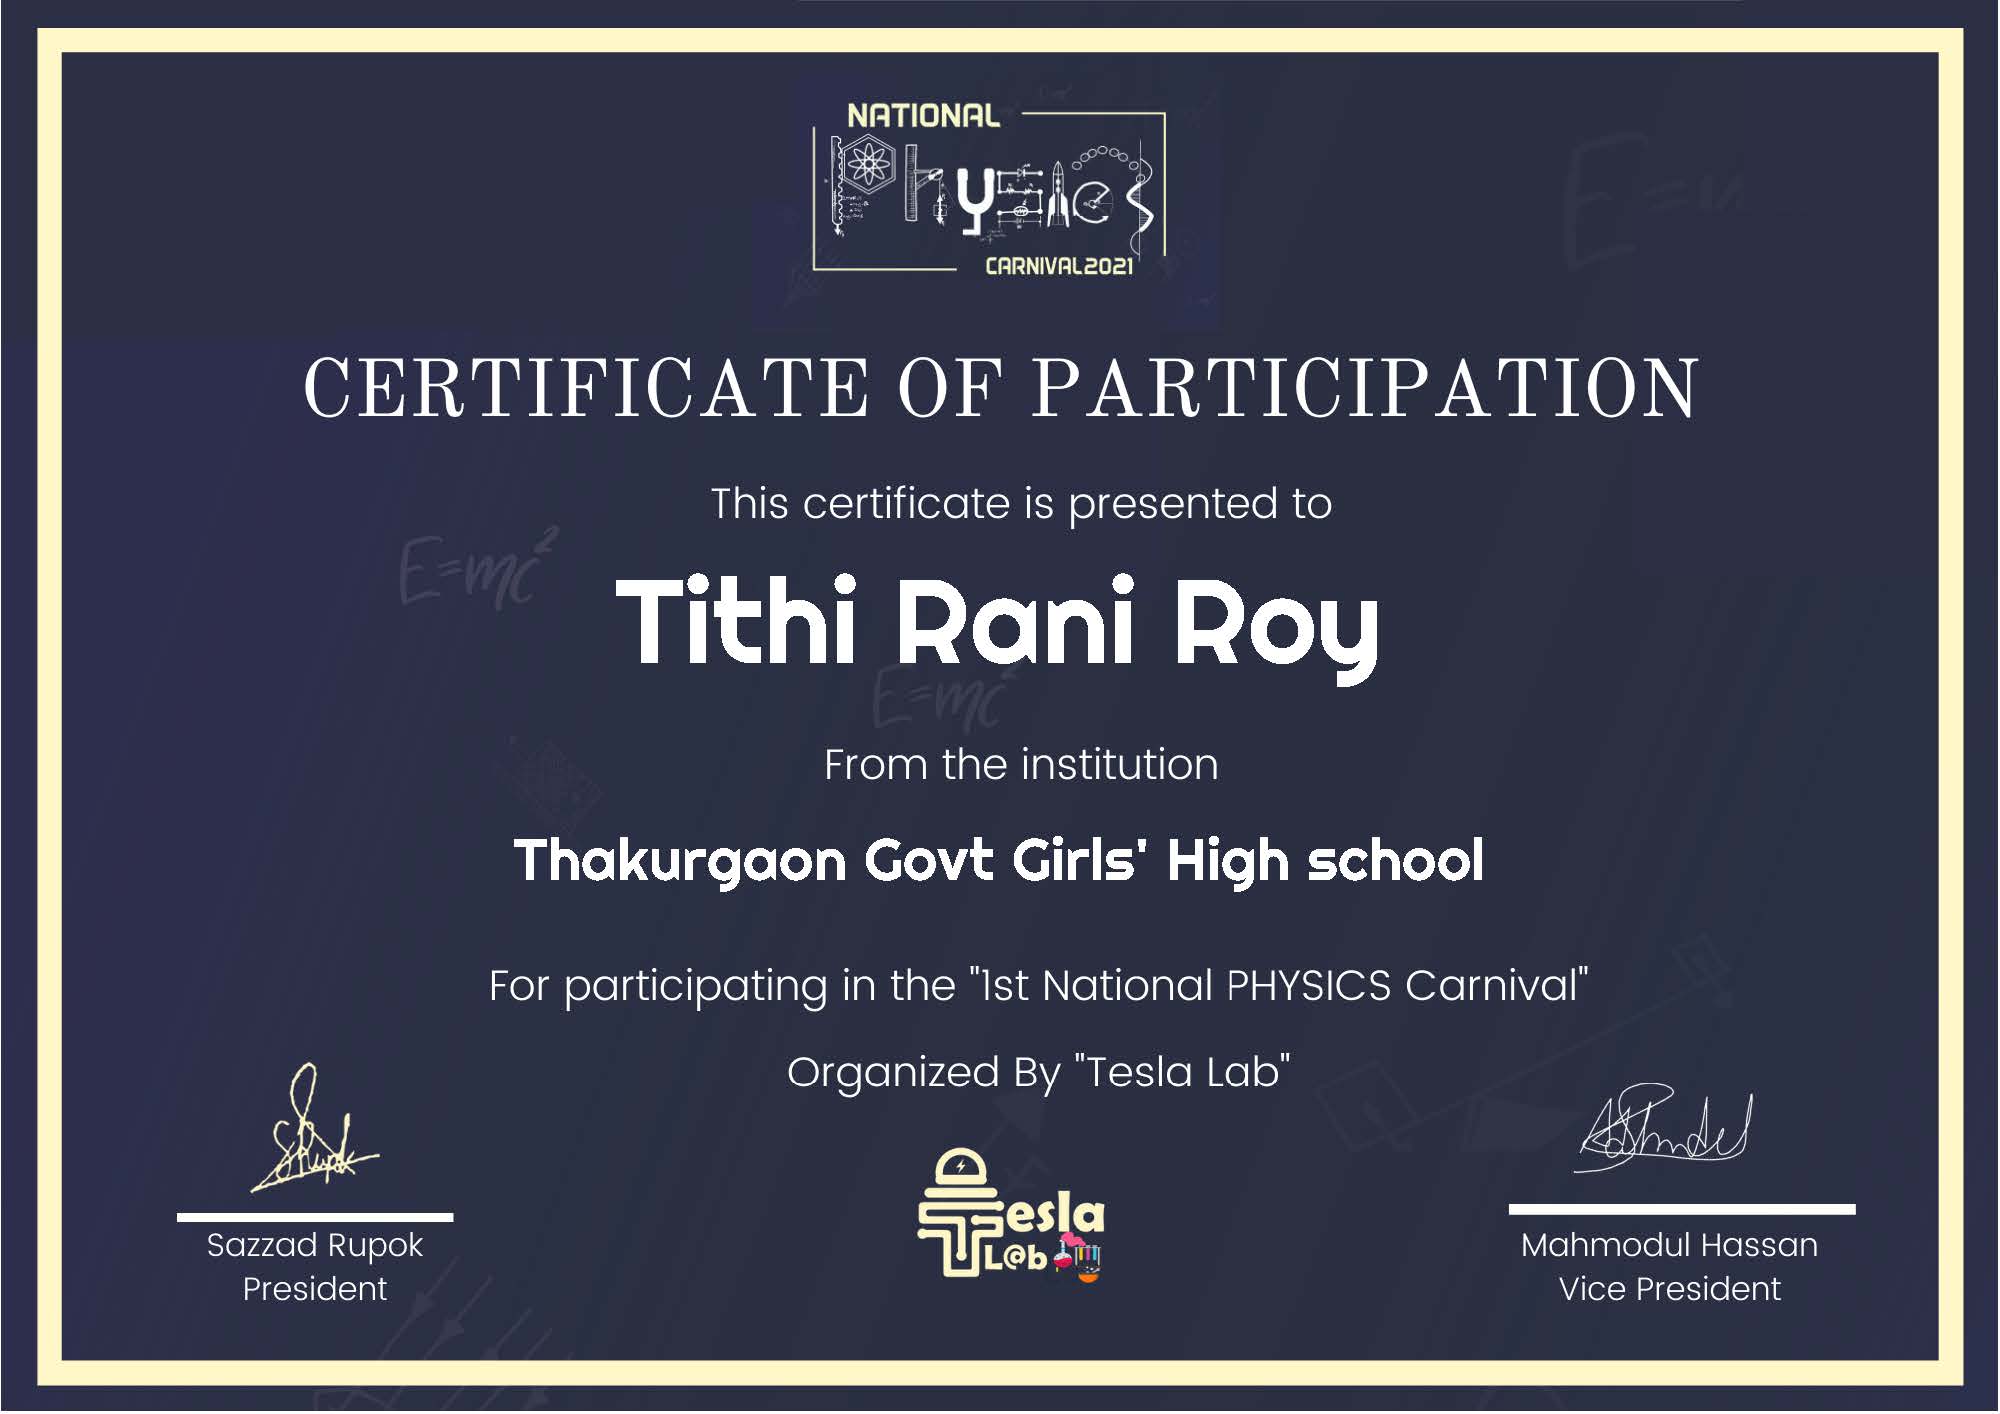 NATIONAL
Physics
CARNIVAL2021
CERTIFICATE OF PARTICIPATION
This certificate is presented to
E=mc²
Tithi Rani Roy
E=mc²
From the institution
Thakurgaon Govt Girls' High school
For participating in the "1st National PHYSICS Carnival"
Organized By "Tesla Lab"
Tesla
L@b
Sazzad Rupok
President
Mahmodul Hassan
Vice President